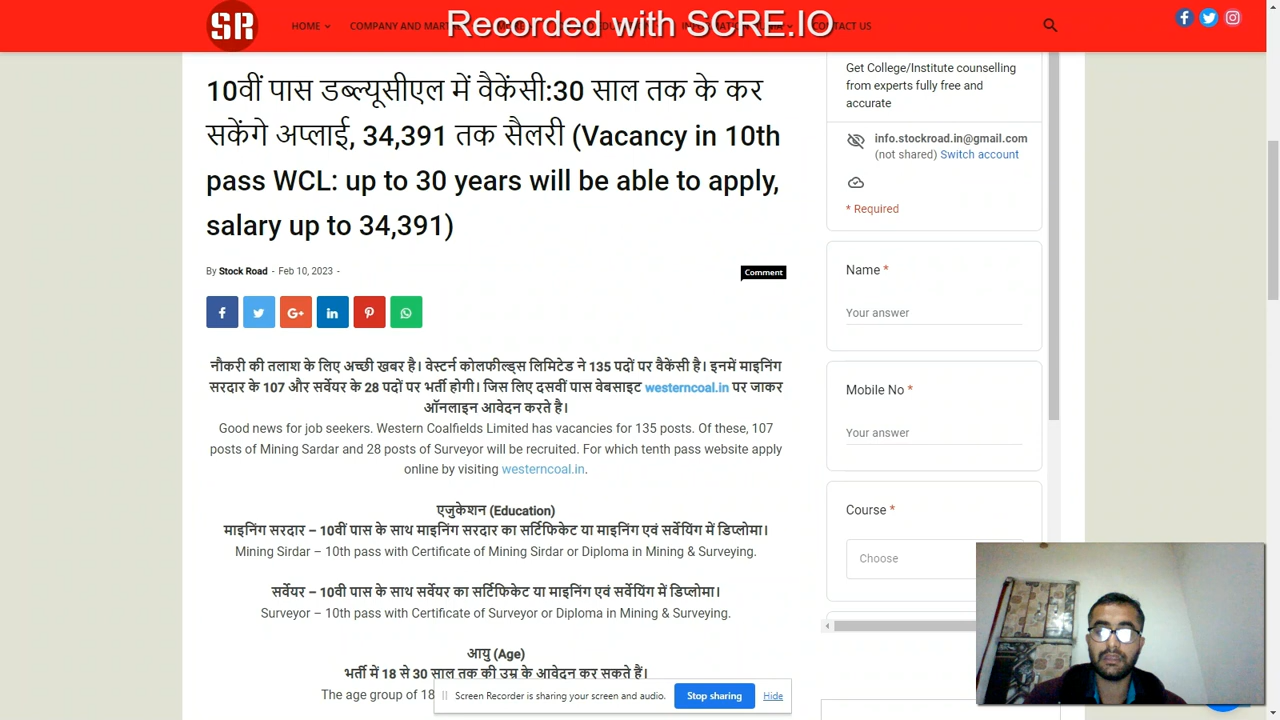 SR
HOME
COMPANY AND MAR
CONTACT US
Recorded with SCRE.IO
10वीं पास डब्ल्यूसीएल में वैकेंसी:30 साल तक के कर
सकेंगे अप्लाई, 34,391 तक सैलरी (Vacancy in 10th
pass WCL: up to 30 years will be able to apply,
salary up to 34,391)
By Stock Road - Feb 10, 2023 -
Comment
नौकरी की तलाश के लिए अच्छी खबर है। वेस्टर्न कोलफील्ड्स लिमिटेड ने 135 पदों पर वैकेंसी है। इनमें माइनिंग
सरदार के 107 और सर्वेयर के 28 पदों पर भर्ती होगी। जिस लिए दसवीं पास वेबसाइट westerncoal.in पर जाकर
ऑनलाइन आवेदन करते है।
Good news for job seekers. Western Coalfields Limited has vacancies for 135 posts. Of these, 107
posts of Mining Sardar and 28 posts of Surveyor will be recruited. For which tenth pass website apply
online by visiting westerncoal.in.
एजुकेशन (Education)
माइनिंग सरदार – 10वीं पास के साथ माइनिंग सरदार का सर्टिफिकेट या माइनिंग एवं सर्वेयिंग में डिप्लोमा।
Mining Sirdar – 10th pass with Certificate of Mining Sirdar or Diploma in Mining & Surveying.
सर्वेयर – 10वी पास के साथ सर्वेयर का सर्टिफिकेट या माइनिंग एवं सर्वेयिंग में डिप्लोमा।
Surveyor – 10th pass with Certificate of Surveyor or Diploma in Mining & Surveying.
आयु (Age)
भर्ती में 18 से 30 साल तक की उम्र के आवेदन कर सकते हैं।
The age group of 18
Get College/Institute counselling
from experts fully free and
accurate
info.stockroad.in@gmail.com
(not shared) Switch account
* Required
Name *
Your answer
Mobile No *
Your answer
Course *
Choose
Screen Recorder is sharing your screen and audio.
Stop sharing
Hide